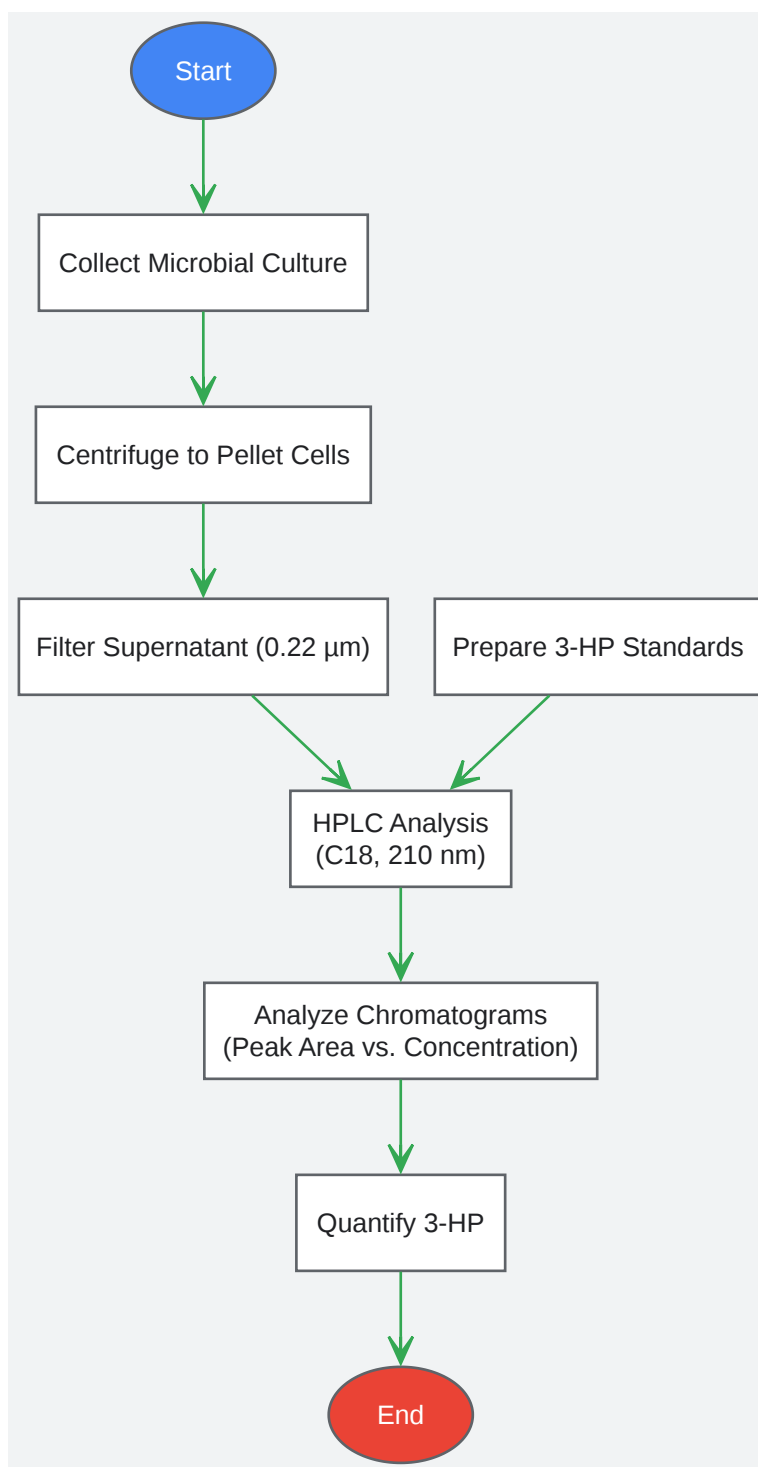 Start
Collect Microbial Culture
Centrifuge to Pellet Cells
Filter Supernatant (0.22 µm)
Prepare 3-HP Standards
HPLC Analysis
(C18, 210 nm)
Analyze Chromatograms
(Peak Area vs. Concentration)
Quantify 3-HP
End